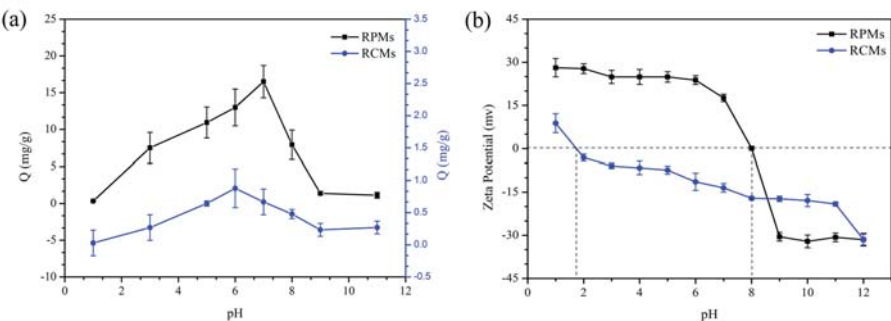 (a)
25
20
15
10
5
0
-5
-10
Q (mg/g)
RPMs
RCMs
3.5
3.0
2.5
2.0
1.5
1.0
0.5
0.0
-0.5
Q (mg/g)
0 2 4 6 8 10 12
pH
(b)
45
30
15
0
-15
-30
-45
Zeta Potential (mv)
RPMs
RCMs
0 2 4 6 8 10 12
pH